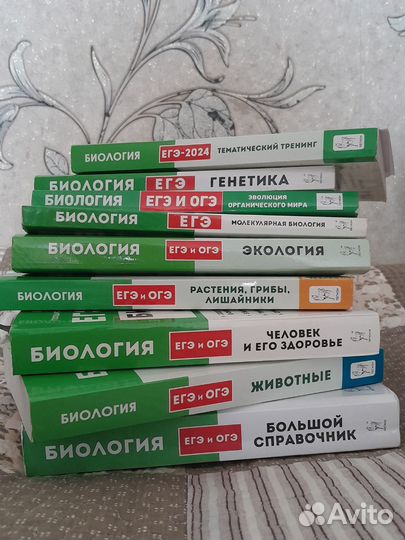 БИОЛОГИЯ ЕГЭ-2024 ТЕМАТИЧЕСКИЙ ТРЕНИНГ
БИОЛОГИЯ ЕГЭ ГЕНЕТИКА
БИОЛОГИЯ ЕГЭ И ОГЭ ЭВОЛЮЦИЯ
ОРГАНИЧЕСКОГО МИРА
БИОЛОГИЯ ЕГЭ МОЛЕКУЛЯРНАЯ БИОЛОГИЯ
БИОЛОГИЯ ЕГЭ и ОГЭ ЭКОЛОГИЯ
БИОЛОГИЯ ЕГЭ и ОГЭ РАСТЕНИЯ, ГРИБЫ,
ЛИШАЙНИКИ
БИОЛОГИЯ ЕГЭ и ОГЭ ЧЕЛОВЕК
И ЕГО ЗДОРОВЬЕ
БИОЛОГИЯ ЕГЭ и ОГЭ ЖИВОТНЫЕ
БИОЛОГИЯ ЕГЭ и ОГЭ БОЛЬШОЙ
СПРАВОЧНИК
Avito